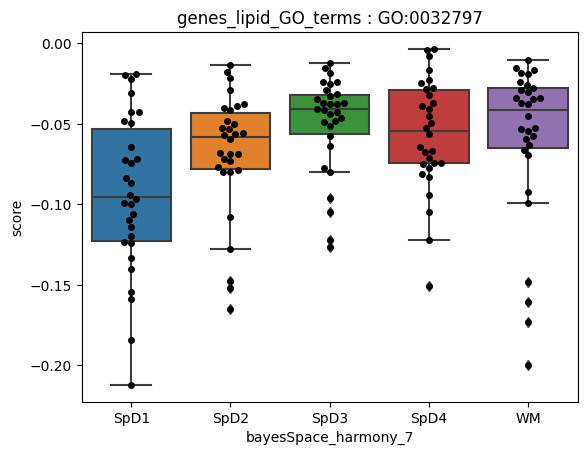 genes_lipid_GO_terms : GO:0032797
0.00
−0.05
−0.10
−0.15
−0.20
score
SpD1 SpD2 SpD3 SpD4 WM
bayesSpace_harmony_7